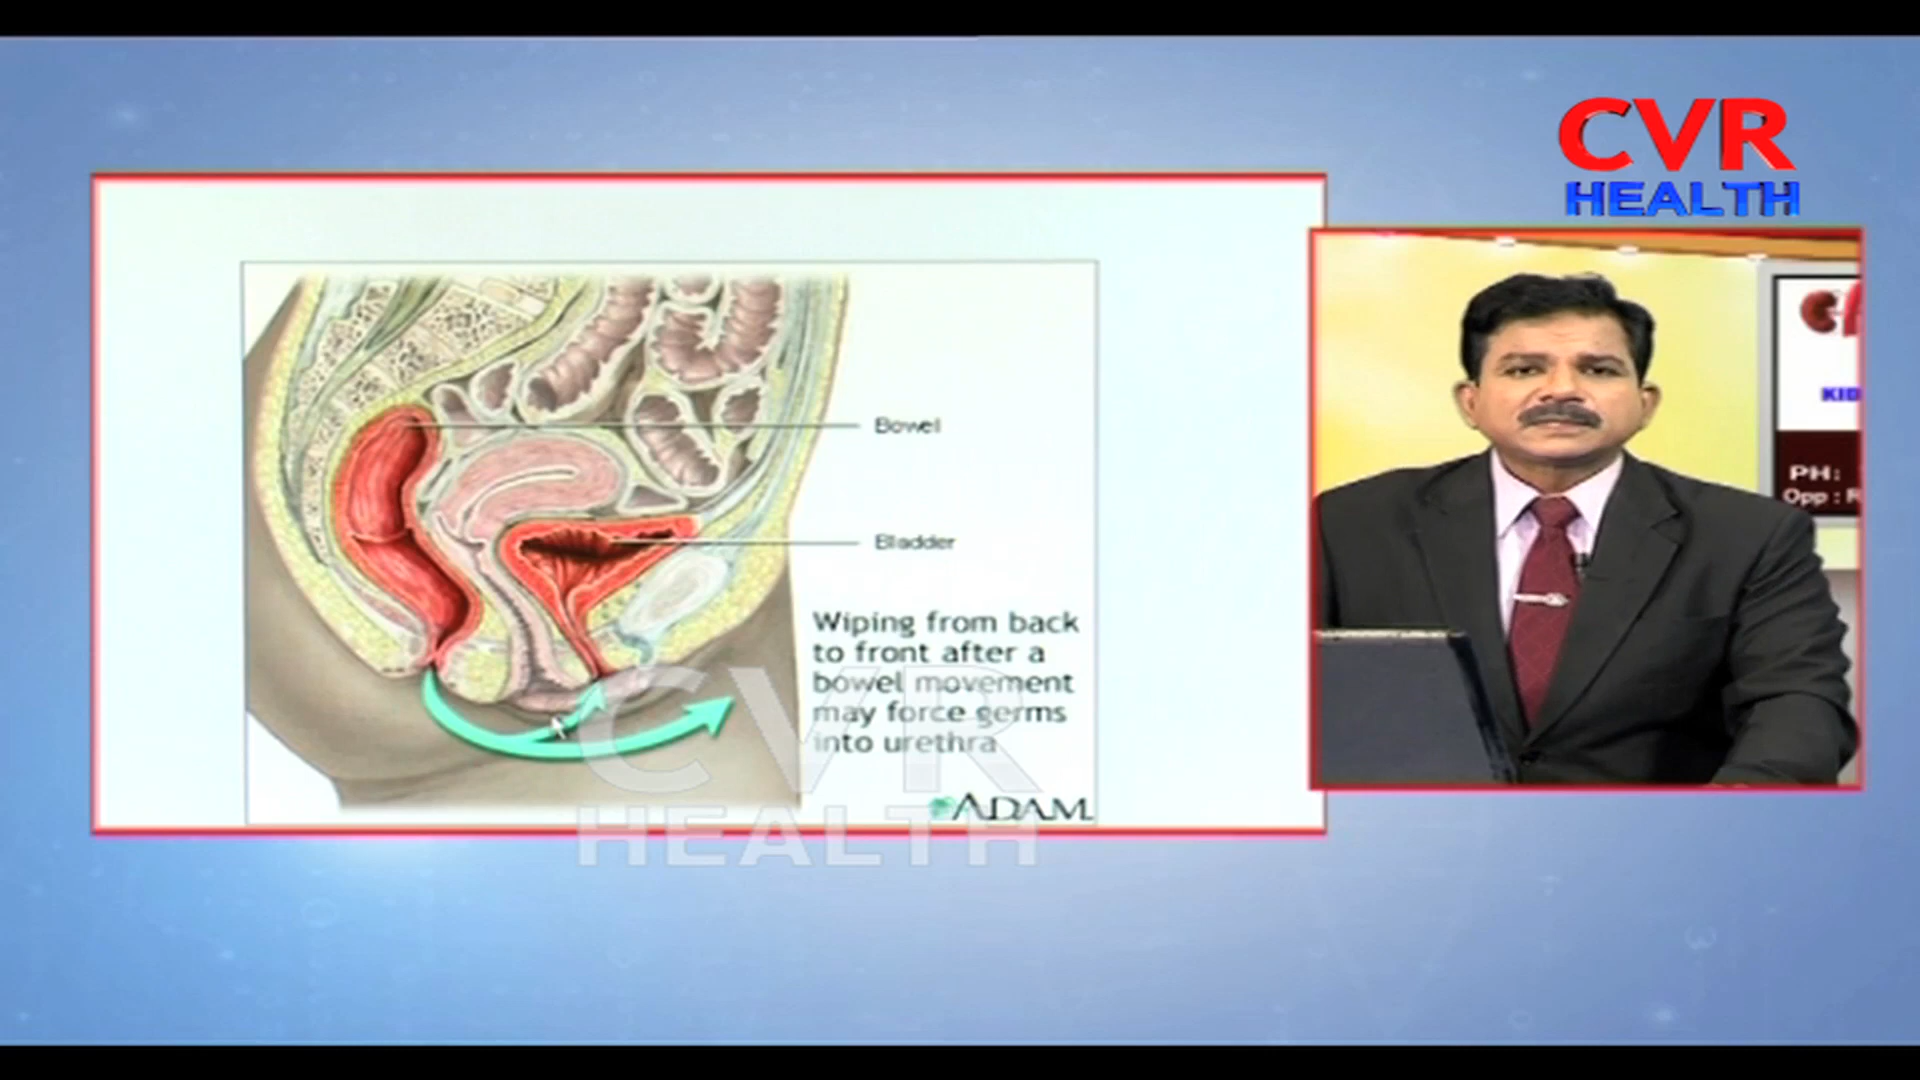 CVR
HEALTH
Bowel
Bladder
Wiping from back
to front after a
bowel movement
may force germs
into urethra
ADAM.
CVR
HEALTH
KID
PH:
Opp :